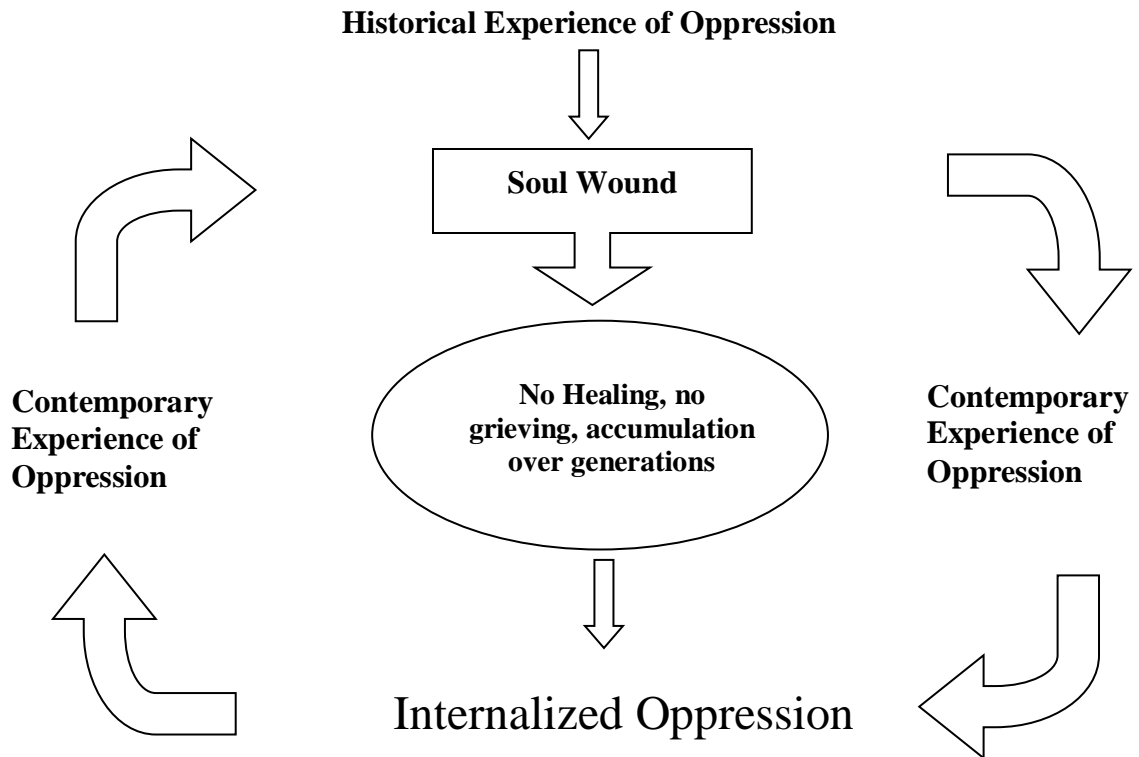 Historical Experience of Oppression
Soul Wound
No Healing, no
grieving, accumulation
over generations
Contemporary
Experience of
Oppression
Contemporary
Experience of
Oppression
Internalized Oppression